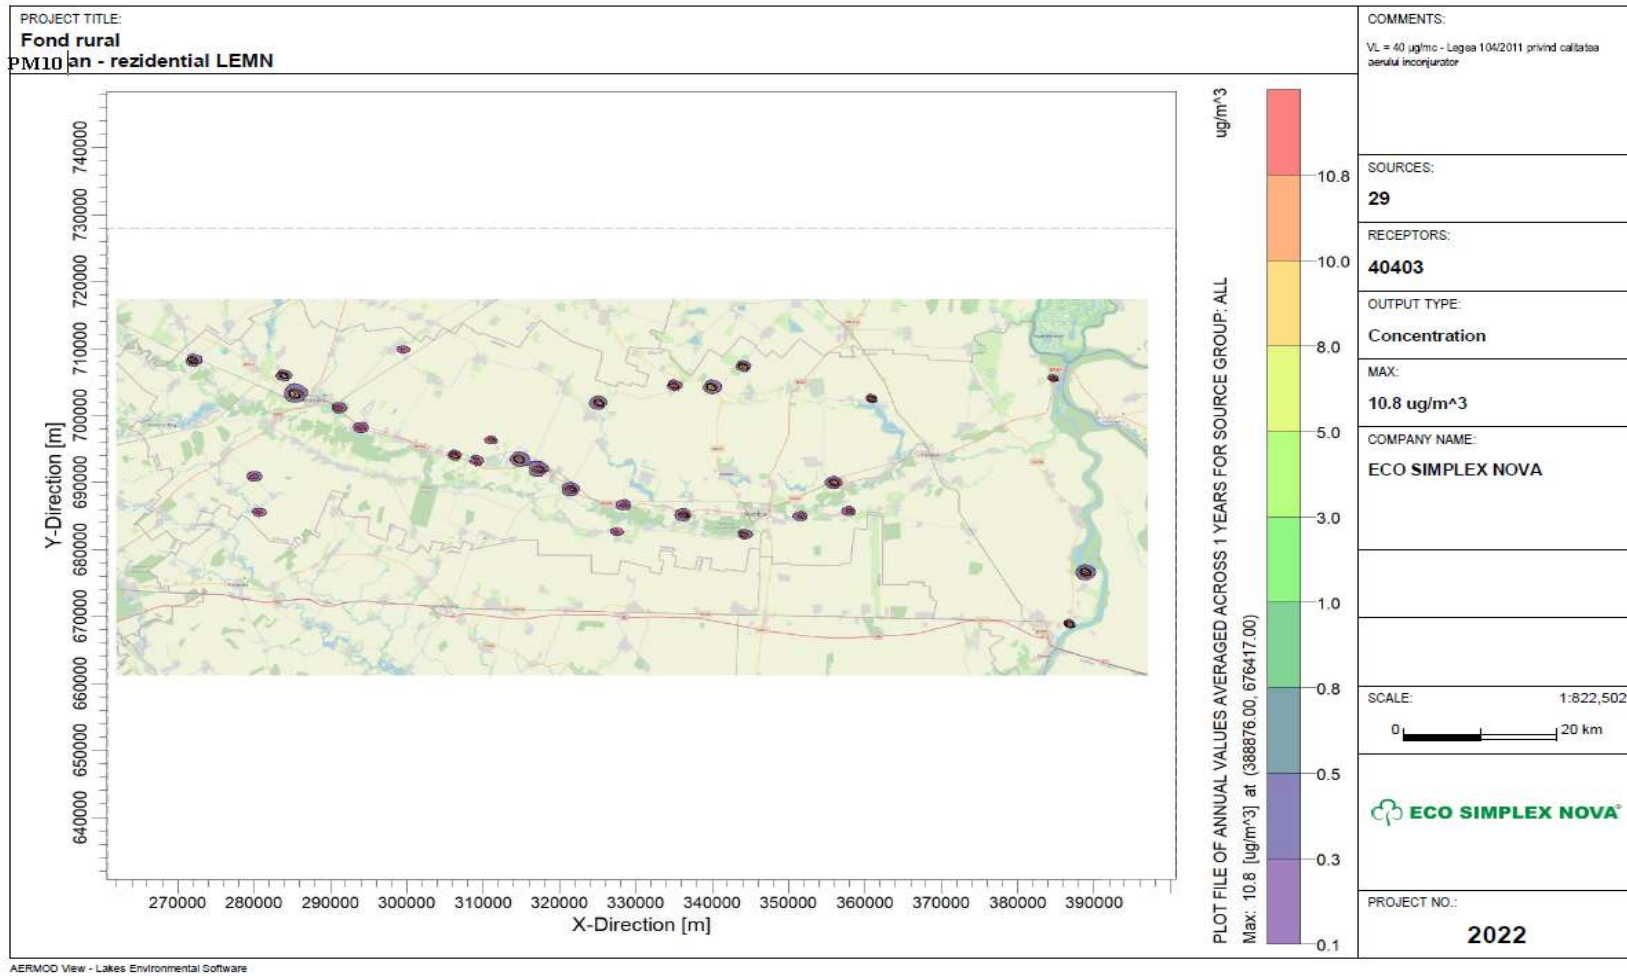 PROJECT TITLE:
Fond rural
PM10 an - rezidential LEMN
COMMENTS:
VL = 40 µg/mc - Legea 104/2011 privind calitatea
aerului inconjurator
SOURCES:
29
RECEPTORS:
40403
OUTPUT TYPE:
Concentration
MAX:
10.8 ug/m^3
COMPANY NAME:
ECO SIMPLEX NOVA
SCALE:
1:822,502
0
20 km
ECO SIMPLEX NOVA®
PROJECT NO.:
2022
Y-Direction [m]
740000
730000
720000
710000
700000
690000
680000
670000
660000
650000
640000
270000
280000
290000
300000
310000
320000
330000
340000
350000
360000
370000
380000
390000
X-Direction [m]
PLOT FILE OF ANNUAL VALUES AVERAGED ACROSS 1 YEARS FOR SOURCE GROUP: ALL
ug/m^3
Max: 10.8 [ug/m^3] at (388876.00, 676417.00)
10.8
10.0
8.0
5.0
3.0
1.0
0.8
0.5
0.3
0.1
AERMOD View - Lakes Environmental Software